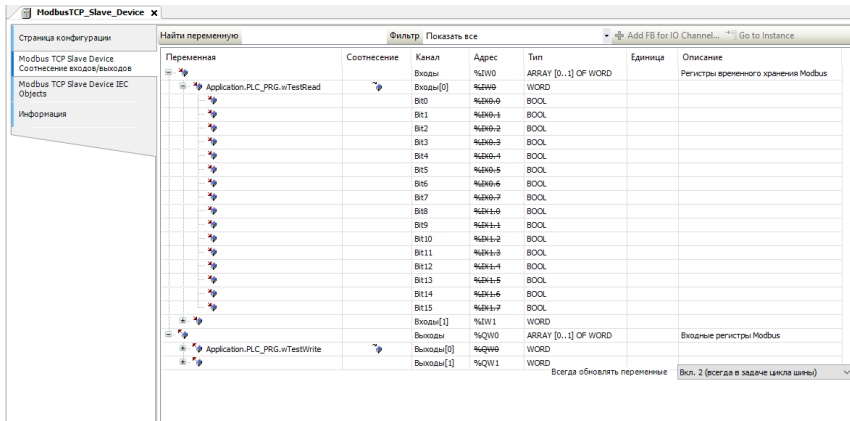 ModbusTCP_Slave_Device X
Страница конфигурации
Modbus TCP Slave Device
Соотнесение входов/выходов
Modbus TCP Slave Device IEC
Objects
Информация
Найти переменную Фильтр Показать все Add FB for IO Channel... Go to Instance
Переменная Соотнесение Канал Адрес Тип Единица Описание
Входы %IW0 ARRAY [0..1] OF WORD Регистры временного хранения Modbus
Application.PLC_PRG.wTestRead Входы[0] %IW0 WORD
Bit0 %IX0.0 BOOL
Bit1 %IX0.1 BOOL
Bit2 %IX0.2 BOOL
Bit3 %IX0.3 BOOL
Bit4 %IX0.4 BOOL
Bit5 %IX0.5 BOOL
Bit6 %IX0.6 BOOL
Bit7 %IX0.7 BOOL
Bit8 %IX1.0 BOOL
Bit9 %IX1.1 BOOL
Bit10 %IX1.2 BOOL
Bit11 %IX1.3 BOOL
Bit12 %IX1.4 BOOL
Bit13 %IX1.5 BOOL
Bit14 %IX1.6 BOOL
Bit15 %IX1.7 BOOL
Входы[1] %IW1 WORD
Выходы %QW0 ARRAY [0..1] OF WORD Входные регистры Modbus
Application.PLC_PRG.wTestWrite Выходы[0] %QW0 WORD
Выходы[1] %QW1 WORD
Всегда обновлять переменные Вкл. 2 (всегда в задаче цикла шины)